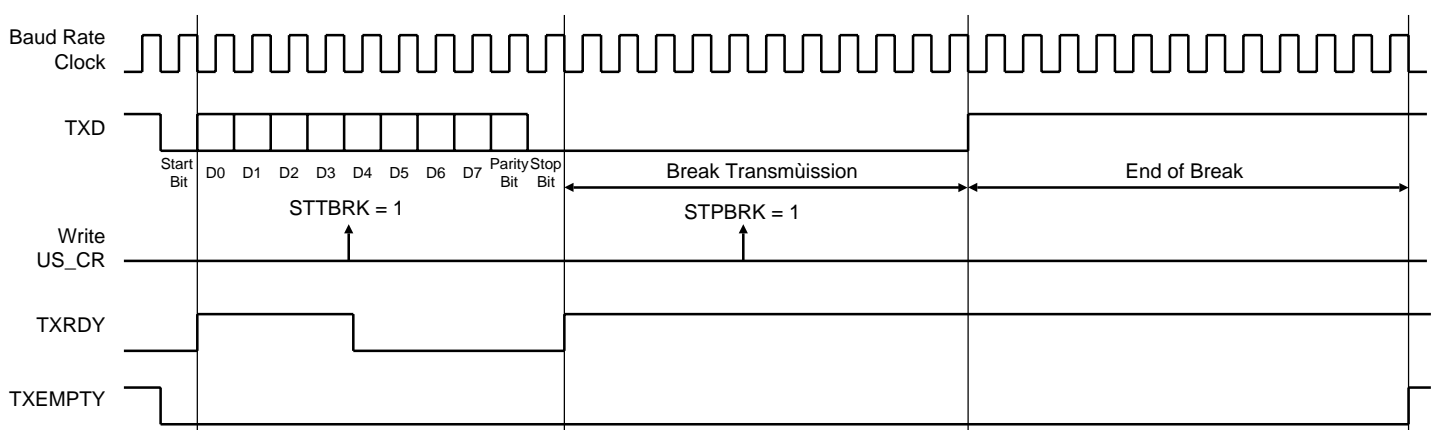 Baud Rate
Clock
TXD
Start
Bit
D0
D1
D2
D3
D4
D5
D6
D7
Parity
Bit
Stop
Bit
Break Transmùission
End of Break
STTBRK = 1
STPBRK = 1
Write
US_CR
TXRDY
TXEMPTY